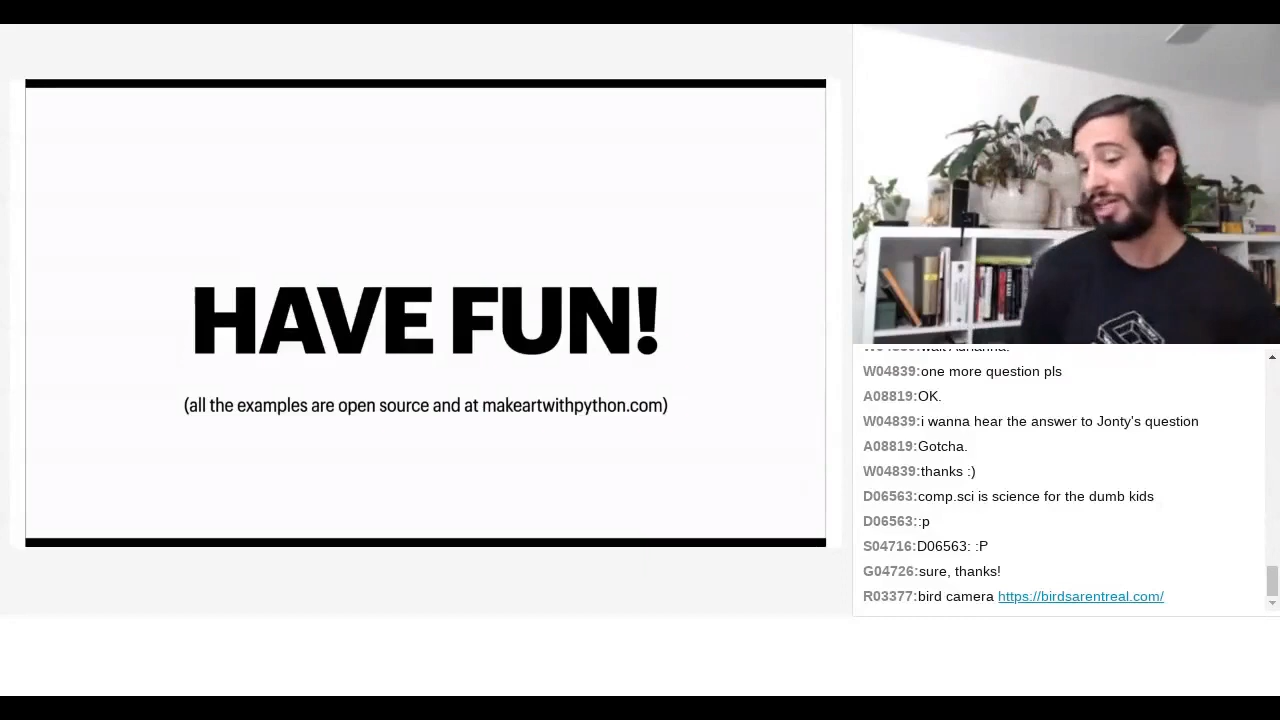 HAVE FUN!
(all the examples are open source and at makeartwithpython.com)
W04839:one more question pls
A08819:OK.
W04839:i wanna hear the answer to Jonty's question
A08819:Gotcha.
W04839:thanks :)
D06563:comp.sci is science for the dumb kids
D06563::p
S04716:D06563: :P
G04726:sure, thanks!
R03377:bird camera https://birdsarentreal.com/